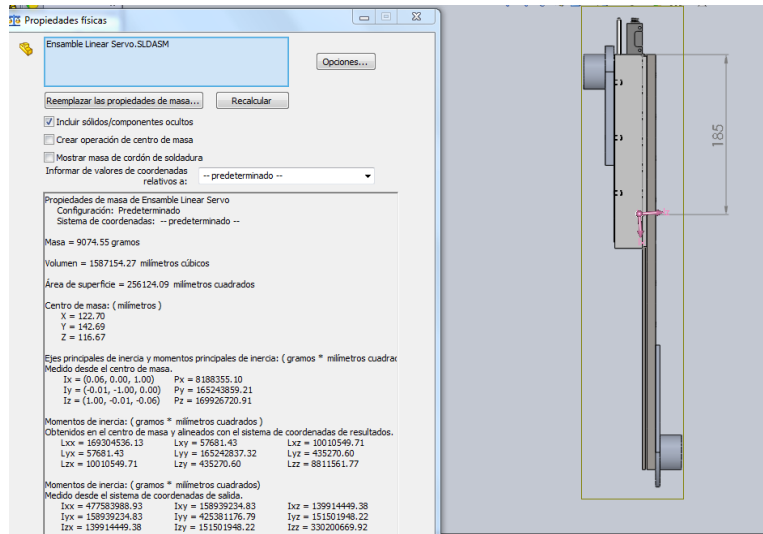 Propiedades físicas
Ensamble Linear Servo.SLDASM
Opciones...
Reemplazar las propiedades de masa...
Recalcular
Incluir sólidos/componentes ocultos
Crear operación de centro de masa
Mostrar masa de cordón de soldadura
Informar de valores de coordenadas
relativos a:
-- predeterminado --
Propiedades de masa de Ensamble Linear Servo
Configuración: Predeterminado
Sistema de coordenadas: -- predeterminado --
Masa = 9074.55 gramos
Volumen = 1587154.27 milímetros cúbicos
Área de superficie = 256124.09 milímetros cuadrados
Centro de masa: ( milímetros )
X = 122.70
Y = 142.69
Z = 116.67
Ejes principales de inercia y momentos principales de inercia: ( gramos * milímetros cuadrac
Medido desde el centro de masa.
Ix = (0.06, 0.00, 1.00) Px = 8188355.10
Iy = (-0.01, -1.00, 0.00) Py = 165243859.21
Iz = (1.00, -0.01, -0.06) Pz = 169926720.91
Momentos de inercia: ( gramos * milímetros cuadrados )
Obtenidos en el centro de masa y alineados con el sistema de coordenadas de resultados.
Lxx = 169304536.13 Lxy = 57681.43 Lxz = 10010549.71
Lyx = 57681.43 Lyy = 165242837.32 Lyz = 435270.60
Lzx = 10010549.71 Lzy = 435270.60 Lzz = 8811561.77
Momentos de inercia: ( gramos * milímetros cuadrados)
Medido desde el sistema de coordenadas de salida.
Ixx = 477583988.93 Ixy = 158939234.83 Ixz = 139914449.38
Iyx = 158939234.83 Iyy = 425381176.79 Iyz = 151501948.22
Izx = 139914449.38 Izy = 151501948.22 Izz = 330200669.92
185